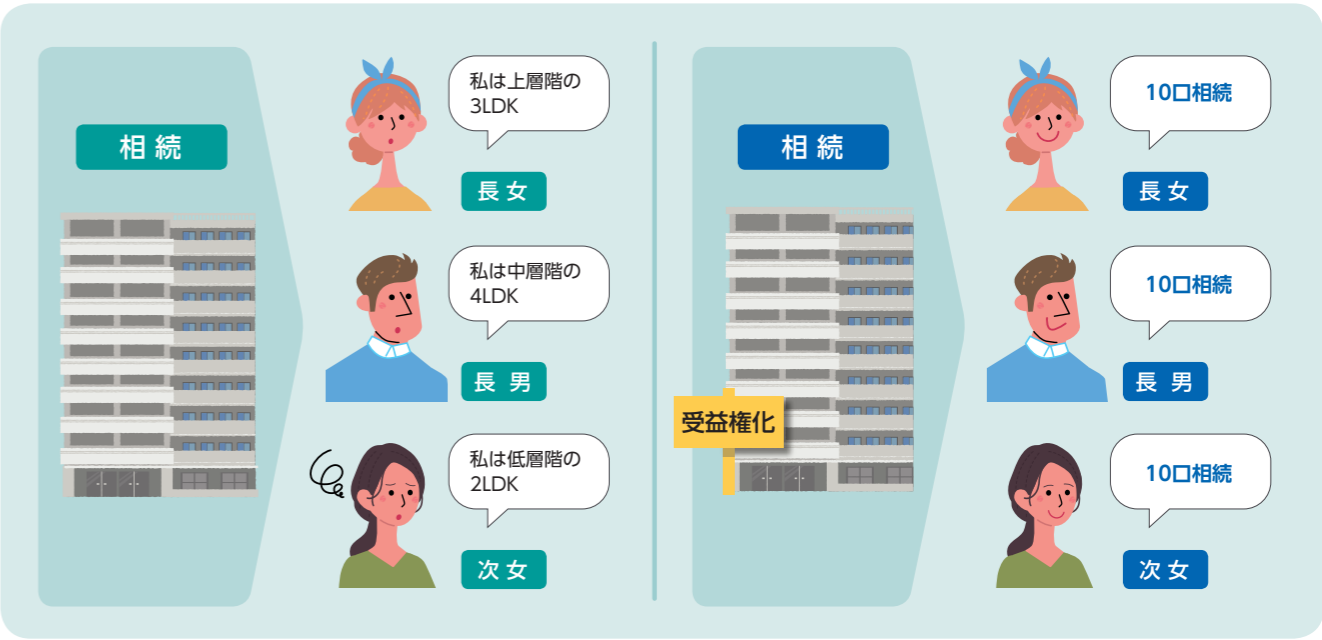 相続
私は上層階の
3LDK
長女
私は中層階の
4LDK
長男
私は低層階の
2LDK
次女
相続
受益権化
10口相続
長女
10口相続
長男
10口相続
次女